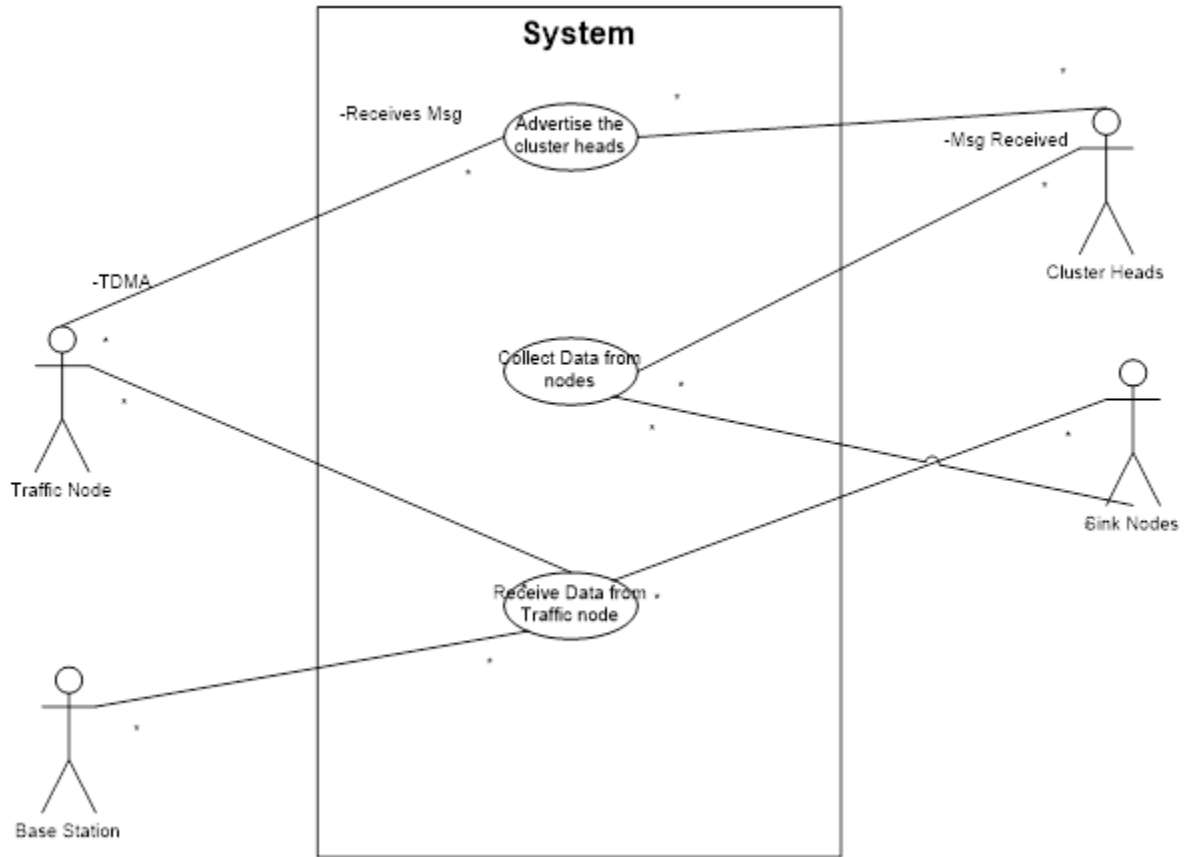 System
-Receives Msg
Advertise the
cluster heads
-Msg Received
Cluster Heads
-TDMA
Traffic Node
Collect Data from
nodes
Sink Nodes
Receive Data from
Traffic node
Base Station
*
*
*
*
*
*
*
*
*
*
*
*
*